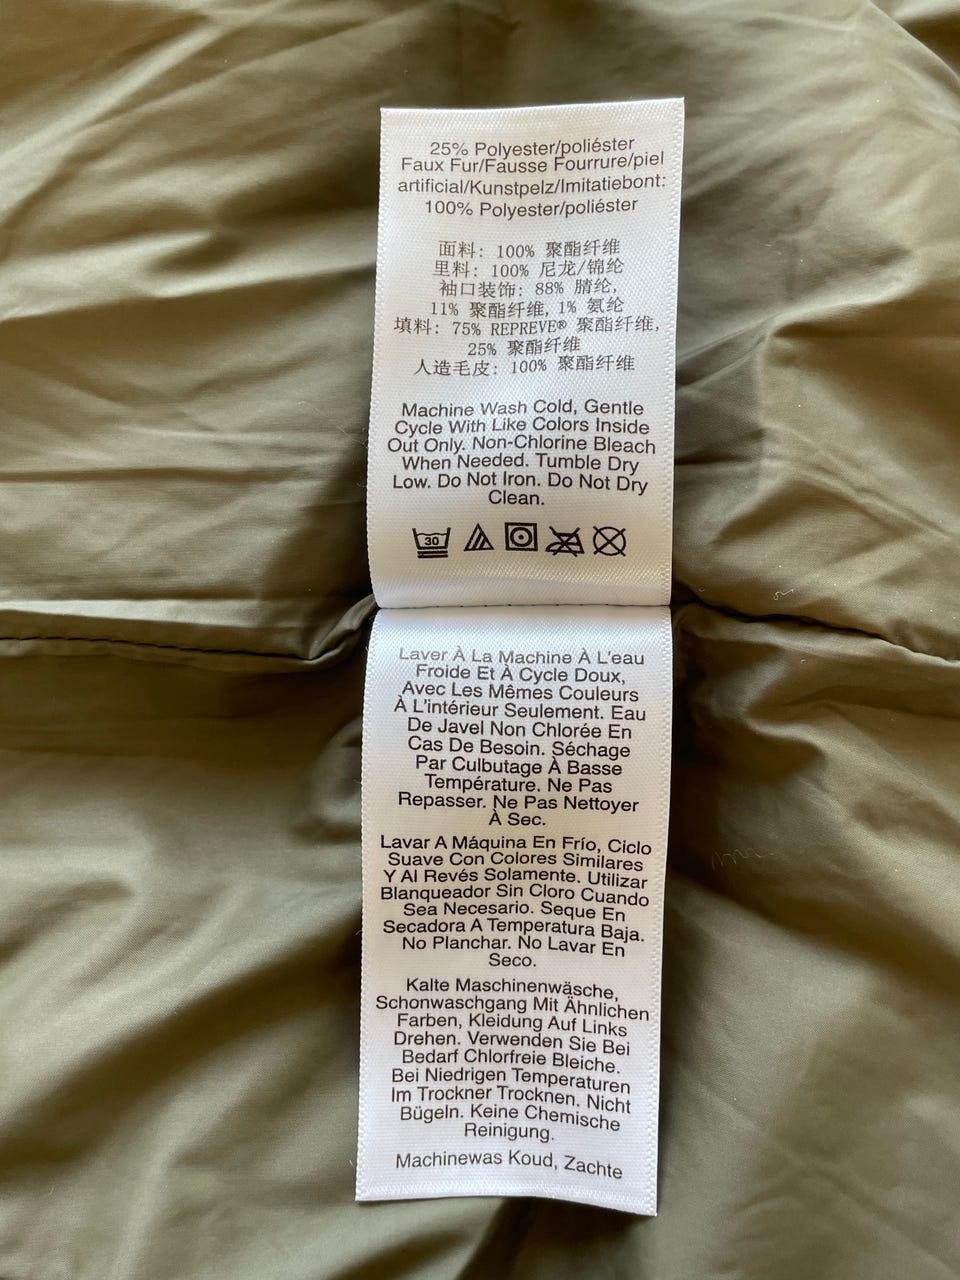 25% Polyester/poliéster
Faux Fur/Fausse Fourrure/piel
artificial/Kunstpelz/Imitatiebont:
100% Polyester/poliéster
面料: 100% 聚酯纤维
里料: 100% 尼龙/锦纶
袖口装饰: 88% 腈纶,
11% 聚酯纤维, 1% 氨纶
填料: 75% REPREVE® 聚酯纤维,
25% 聚酯纤维
人造毛皮: 100% 聚酯纤维
Machine Wash Cold, Gentle
Cycle With Like Colors Inside
Out Only. Non-Chlorine Bleach
When Needed. Tumble Dry
Low. Do Not Iron. Do Not Dry
Clean.
30
Laver À La Machine À L'eau
Froide Et À Cycle Doux,
Avec Les Mêmes Couleurs
À L'intérieur Seulement. Eau
De Javel Non Chlorée En
Cas De Besoin. Séchage
Par Culbutage À Basse
Température. Ne Pas
Repasser. Ne Pas Nettoyer
À Sec.
Lavar A Máquina En Frío, Ciclo
Suave Con Colores Similares
Y Al Revés Solamente. Utilizar
Blanqueador Sin Cloro Cuando
Sea Necesario. Seque En
Secadora A Temperatura Baja.
No Planchar. No Lavar En
Seco.
Kalte Maschinenwäsche,
Schonwaschgang Mit Ähnlichen
Farben, Kleidung Auf Links
Drehen. Verwenden Sie Bei
Bedarf Chlorfreie Bleiche.
Bei Niedrigen Temperaturen
Im Trockner Trocknen. Nicht
Bügeln. Keine Chemische
Reinigung.
Machinewas Koud, Zachte